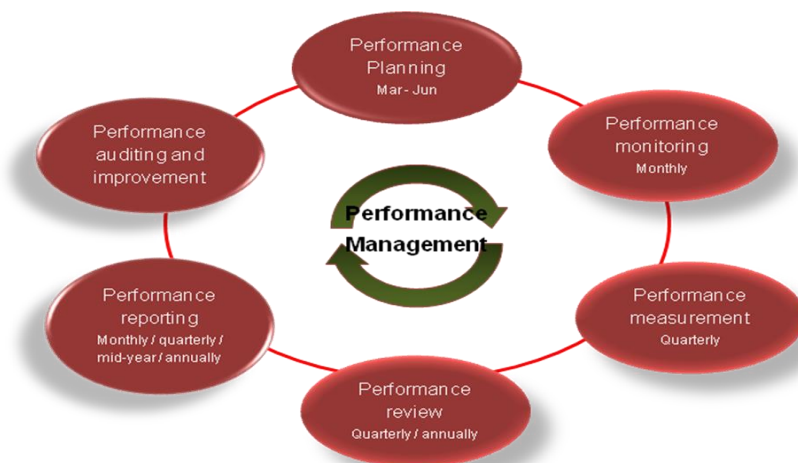 Performance
Planning
Mar- Jun
Performance
monitoring
Monthly
Performance
measurement
Quarterly
Performance
review
Quarterly / annually
Performance
reporting
Monthly / quarterly /
mid-year / annually
Performance
auditing and
improvement
Performance
Management